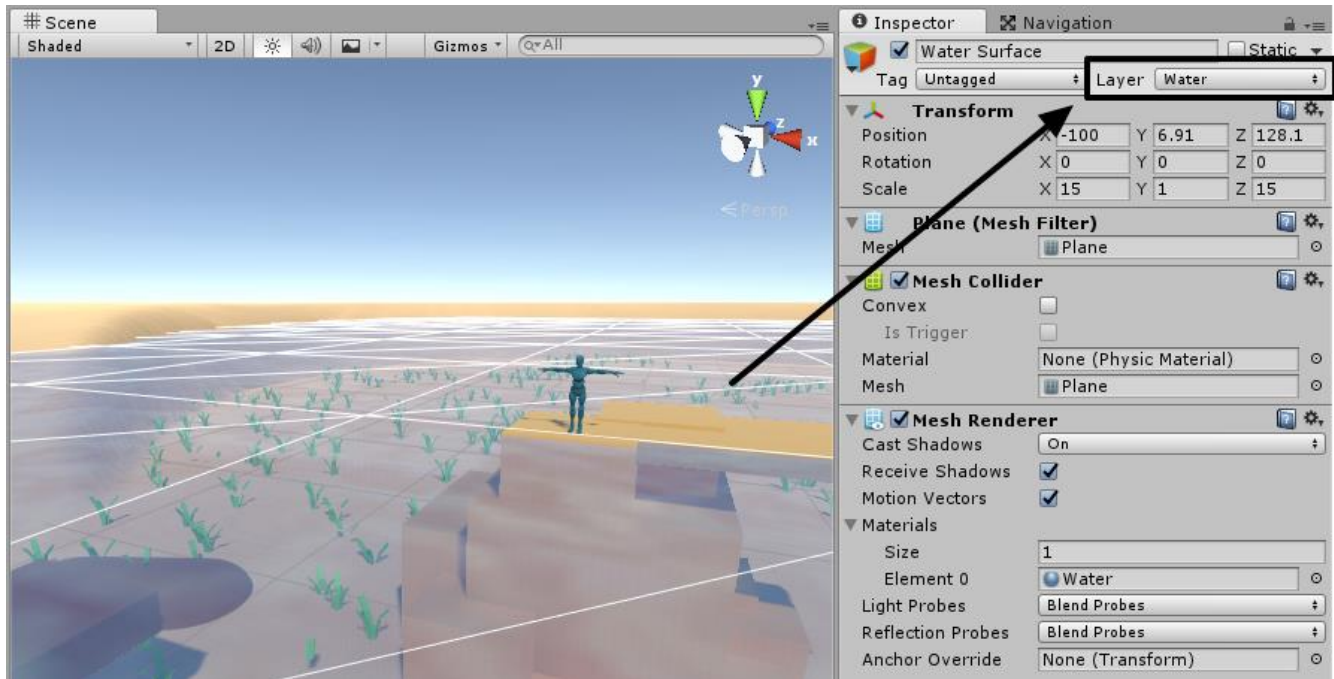 # Scene
Shaded 2D Gizmos All
y
z
x
Persp
Inspector Navigation
Water Surface Static
Tag Untagged Layer Water
Transform
Position X -100 Y 6.91 Z 128.1
Rotation X 0 Y 0 Z 0
Scale X 15 Y 1 Z 15
Plane (Mesh Filter)
Mesh Plane
Mesh Collider
Convex
Is Trigger
Material None (Physic Material)
Mesh Plane
Mesh Renderer
Cast Shadows On
Receive Shadows
Motion Vectors
Materials
Size 1
Element 0 Water
Light Probes Blend Probes
Reflection Probes Blend Probes
Anchor Override None (Transform)